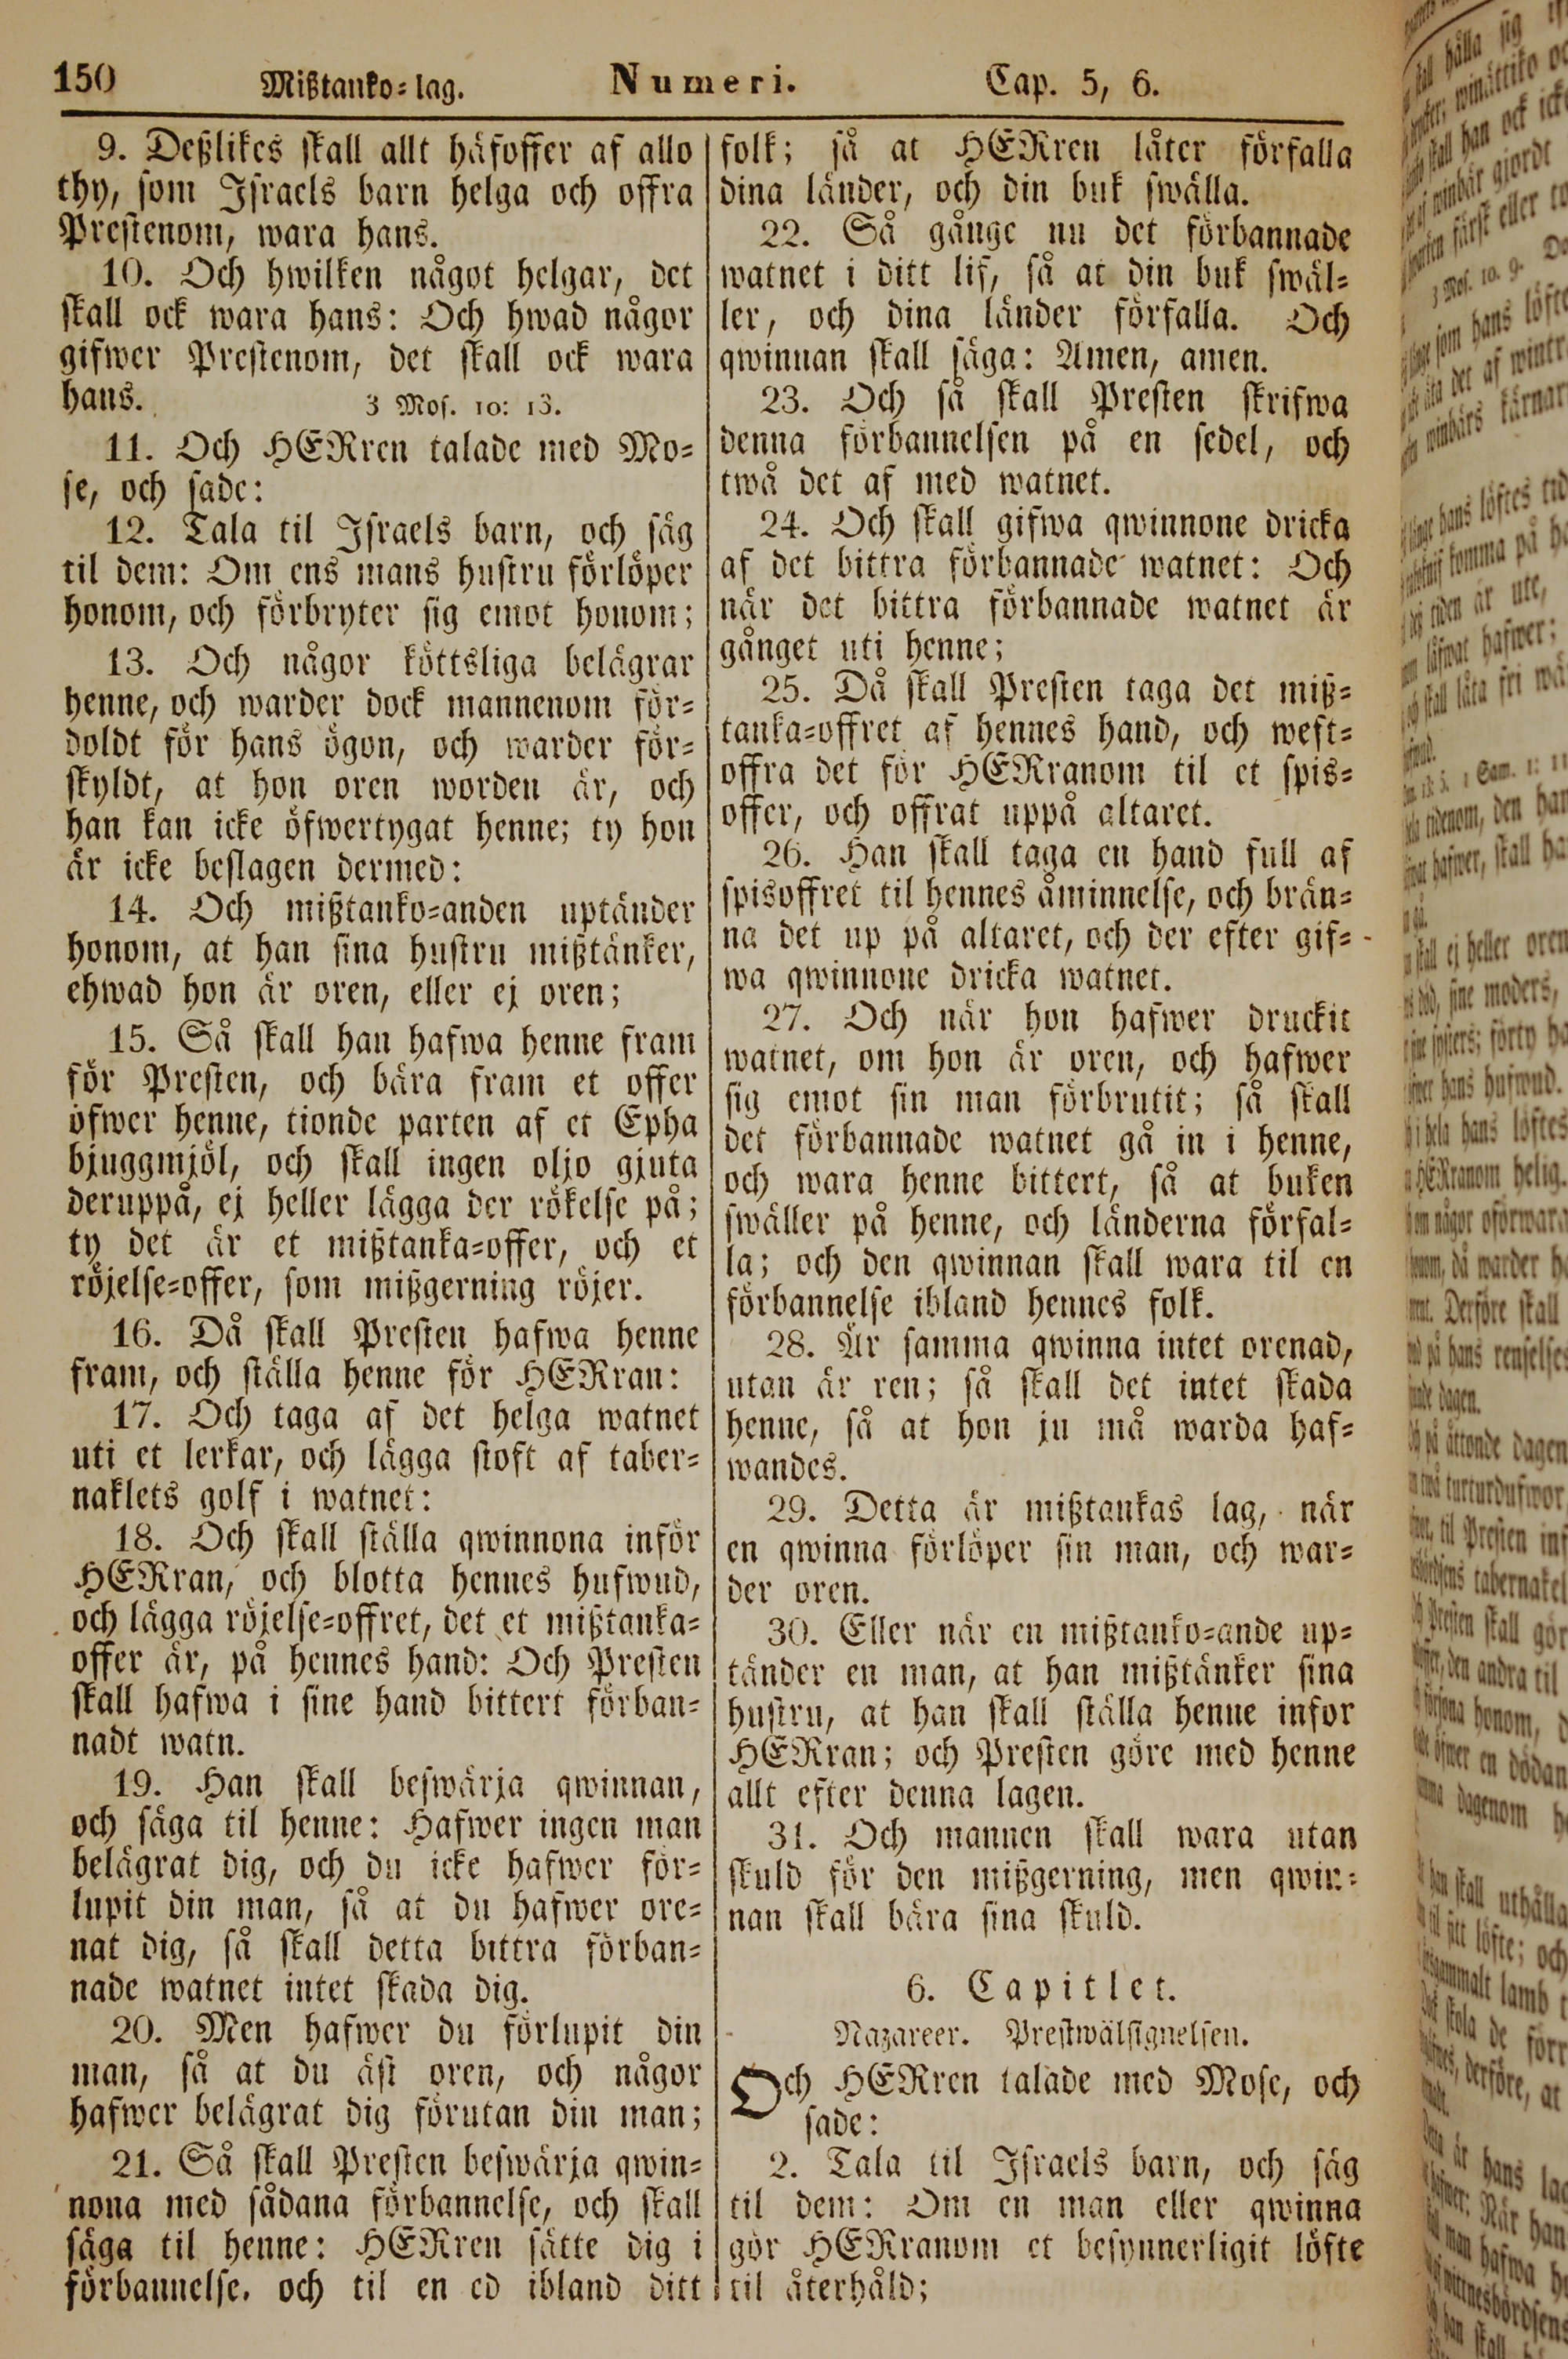 150 Mißtanko-lag. Numeri. Cap. 5, 6.
9. Deßlikes skall allt häfoffer af allo
thy, som Israels barn helga och offra
Prestenom, wara hans.
10. Och hwilken något helgar, det
skall ock wara hans: Och hwad någor
gifwer Prestenom, det skall ock wara
hans. 3 Mos. 10: 13.
11. Och HERren talade med Mo-
se, och sade:
12. Tala til Israels barn, och säg
til dem: Om ens mans hustru förlöper
honom, och förbryter sig emot honom;
13. Och någor köttsliga belägrar
henne, och warder dock mannenom för-
doldt för hans ögon, och warder för-
skyldt, at hon oren worden är, och
han kan icke öfwertygat henne; ty hon
är icke beslagen dermed:
14. Och mißtanko-anden uptänder
honom, at han sina hustru mißtänker,
ehwad hon är oren, eller ej oren;
15. Så skall han hafwa henne fram
för Presten, och bära fram et offer
öfwer henne, tionde parten af et Epha
bjuggmjöl, och skall ingen oljo gjuta
deruppå, ej heller lägga der rökelse på;
ty det är et mißtanka-offer, och et
röjelse-offer, som mißgerning röjer.
16. Då skall Presten hafwa henne
fram, och ställa henne för HERran:
17. Och taga af det helga watnet
uti et lerkar, och lägga stoft af taber-
naklets golf i watnet:
18. Och skall ställa qwinnona inför
HERran, och blotta hennes hufwud,
och lägga röjelse-offret, det et mißtanka-
offer är, på hennes hand: Och Presten
skall hafwa i sine hand bittert förban-
nadt watn.
19. Han skall beswärja qwinnan,
och säga til henne: Hafwer ingen man
belägrat dig, och du icke hafwer för-
lupit din man, så at du hafwer ore-
nat dig, så skall detta bittra förban-
nade watnet intet skada dig.
20. Men hafwer du förlupit din
man, så at du äst oren, och någor
hafwer belägrat dig förutan din man;
21. Så skall Presten beswärja qwin-
nona med sådana förbannelse, och skall
säga til henne: HERren sätte dig i
förbannelse, och til en ed ibland ditt
folk; så at HERren låter förfalla
dina länder, och din buk swälla.
22. Så gånge nu det förbannade
watnet i ditt lif, så at din buk swäl-
ler, och dina länder förfalla. Och
qwinnan skall säga: Amen, amen.
23. Och så skall Presten skrifwa
denna förbannelsen på en sedel, och
twå det af med watnet.
24. Och skall gifwa qwinnone dricka
af det bittra förbannade watnet: Och
när det bittra förbannade watnet är
gånget uti henne;
25. Då skall Presten taga det miß-
tanka-offret af hennes hand, och weft-
offra det för HERranom til et spis-
offer, och offrat uppå altaret.
26. Han skall taga en hand full af
spisoffret til hennes åminnelse, och brän-
na det up på altaret, och der efter gif-
wa qwinnone dricka watnet.
27. Och när hon hafwer druckit
watnet, om hon är oren, och hafwer
sig emot sin man förbrutit; så skall
det förbannade watnet gå in i henne,
och wara henne bittert, så at buken
swäller på henne, och länderna förfal-
la; och den qwinnan skall wara til en
förbannelse ibland hennes folk.
28. Är samma qwinna intet orenad,
utan är ren; så skall det intet skada
henne, så at hon ju må warda haf-
wandes.
29. Detta är mißtankas lag, när
en qwinna förlöper sin man, och war-
der oren.
30. Eller när en mißtanko-ande up-
tänder en man, at han mißtänker sina
hustru, at han skall ställa henne infor
HERran; och Presten göre med henne
allt efter denna lagen.
31. Och mannen skall wara utan
skuld för den mißgerning, men qwin-
nan skall bära sina skuld.
6. Capitlet.
Nazareer. Prestwälsignelsen.
Och HERren talade med Mose, och
sade:
2. Tala til Israels barn, och säg
til dem: Om en man eller qwinna
gör HERranom et besynnerligit löfte
til återhåld;